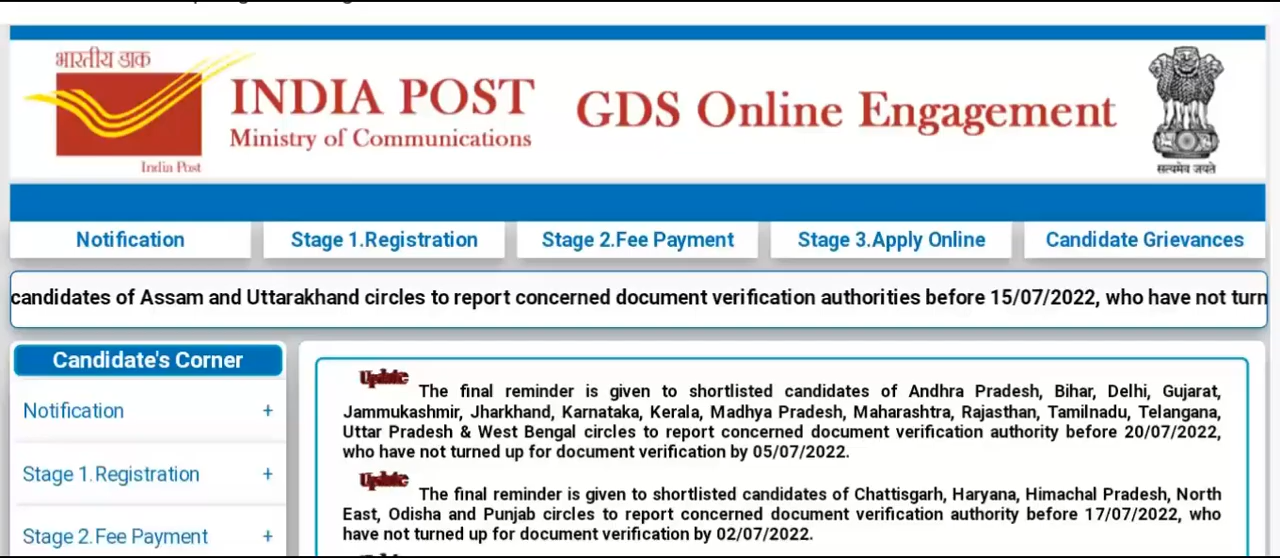 भारतीय डाक
India Post
INDIA POST
Ministry of Communications
GDS Online Engagement
सत्यमेव जयते
Notification
Stage 1.Registration
Stage 2.Fee Payment
Stage 3.Apply Online
Candidate Grievances
candidates of Assam and Uttarakhand circles to report concerned document verification authorities before 15/07/2022, who have not turn
Candidate's Corner
Notification +
Stage 1.Registration +
Stage 2.Fee Payment +
Update The final reminder is given to shortlisted candidates of Andhra Pradesh, Bihar, Delhi, Gujarat,
Jammukashmir, Jharkhand, Karnataka, Kerala, Madhya Pradesh, Maharashtra, Rajasthan, Tamilnadu, Telangana,
Uttar Pradesh & West Bengal circles to report concerned document verification authority before 20/07/2022,
who have not turned up for document verification by 05/07/2022.
Update The final reminder is given to shortlisted candidates of Chattisgarh, Haryana, Himachal Pradesh, North
East, Odisha and Punjab circles to report concerned document verification authority before 17/07/2022, who
have not turned up for document verification by 02/07/2022.